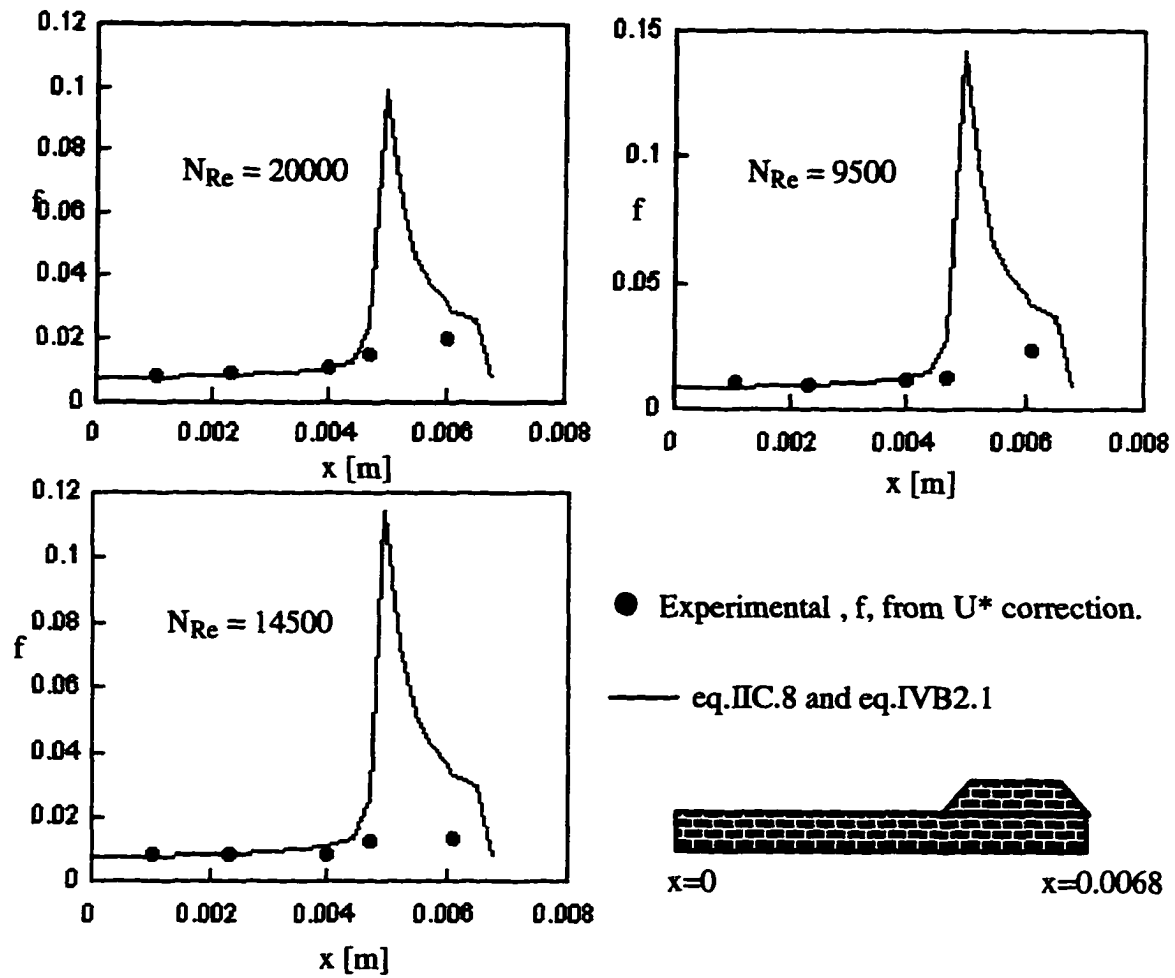 0.12
0.1
0.08
0.06
0.04
0.02
0
f
N_Re = 20000
0 0.002 0.004 0.006 0.008
x [m]
0.15
0.1
0.05
0
f
N_Re = 9500
0 0.002 0.004 0.006 0.008
x [m]
0.12
0.1
0.08
0.06
0.04
0.02
0
f
N_Re = 14500
0 0.002 0.004 0.006 0.008
x [m]
Experimental , f, from U* correction.
eq.IIC.8 and eq.IVB2.1
x=0 x=0.0068